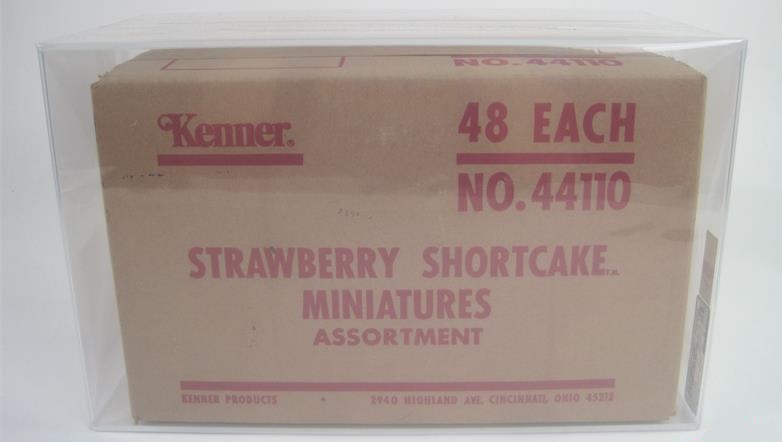 NO. 44110
Kenner®
48 EACH
NO. 44110
STRAWBERRY SHORTCAKE T.M.
MINIATURES
ASSORTMENT
KENNER PRODUCTS • 2940 HIGHLAND AVE. CINCINNATI, OHIO 45212